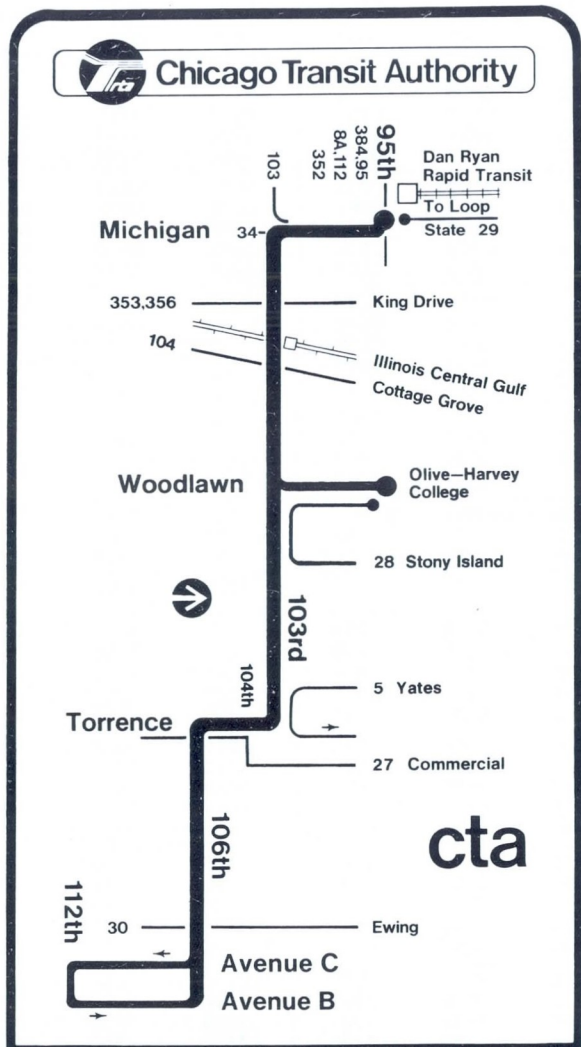 rta
Chicago Transit Authority
103
352
8A,112
384,95
95th
Dan Ryan
Rapid Transit
To Loop
State 29
Michigan
34
353,356
King Drive
104
Illinois Central Gulf
Cottage Grove
Woodlawn
Olive-Harvey
College
28 Stony Island
103rd
104th
5 Yates
Torrence
27 Commercial
106th
cta
112th
30
Ewing
Avenue C
Avenue B